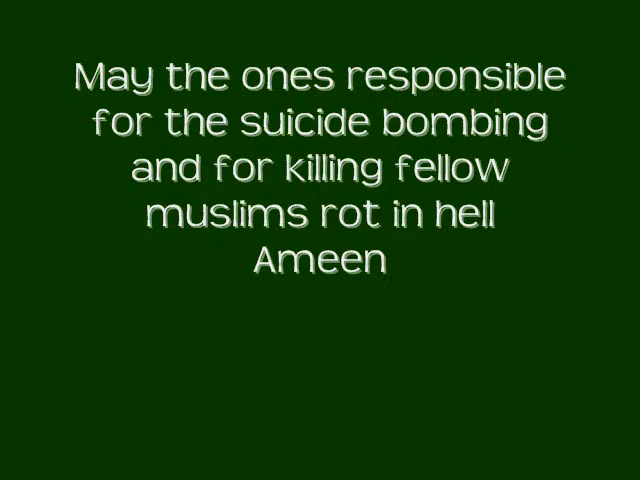 May the ones responsible
for the suicide bombing
and for killing fellow
muslims rot in hell
Ameen